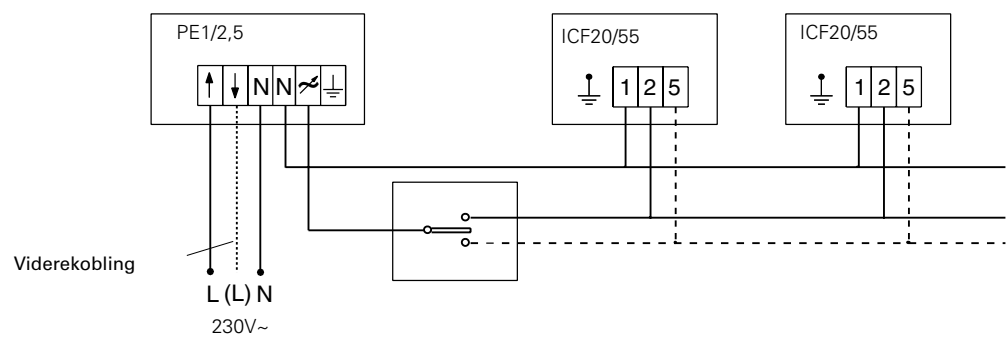 PE1/2,5
ICF20/55
ICF20/55
N N
1 2 5
1 2 5
Viderekobling
L (L) N
230V~